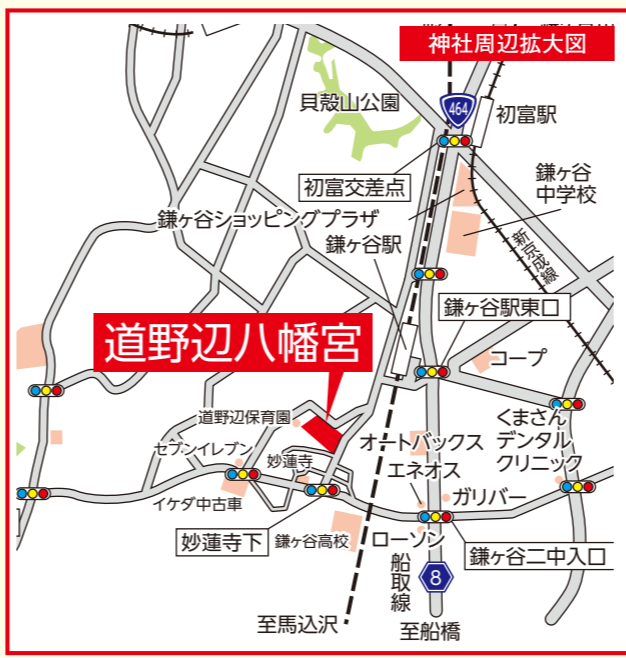 神社周辺拡大図
貝殻山公園
464
初富駅
初富交差点
鎌ヶ谷
中学校
鎌ヶ谷ショッピングプラザ
鎌ヶ谷駅
新京成線
鎌ヶ谷駅東口
道野辺八幡宮
コープ
道野辺保育園
くまさん
デンタル
クリニック
オートバックス
セブンイレブン
妙蓮寺
エネオス
イケダ中古車
ガリバー
妙蓮寺下
鎌ヶ谷高校
ローソン
鎌ヶ谷二中入口
船取線
8
至馬込沢
至船橋